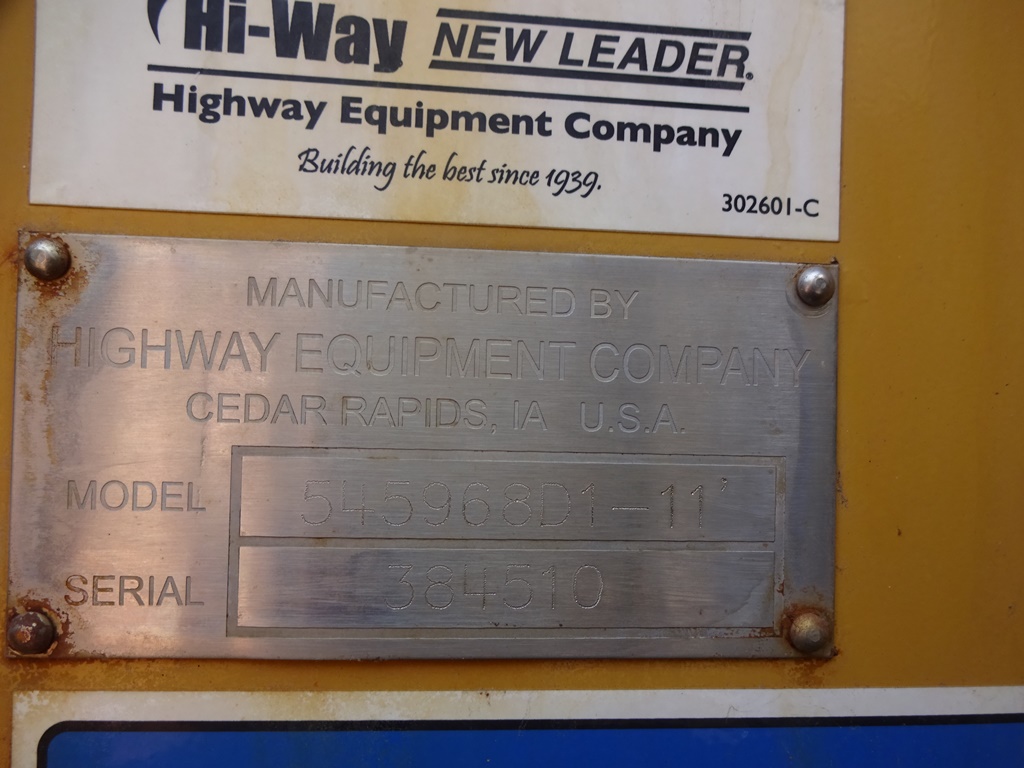 Hi-Way NEW LEADER®
Highway Equipment Company
Building the best since 1939.
302601-C
MANUFACTURED BY
HIGHWAY EQUIPMENT COMPANY
CEDAR RAPIDS, IA U.S.A.
MODEL 545968D1-11'
SERIAL 384510